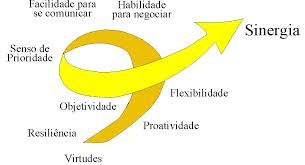 Facilidade para
se comunicar
Habilidade
para negociar
Sinergia
Senso de
Prioridade
Objetividade
Flexibilidade
Resiliência
Proatividade
Virtudes